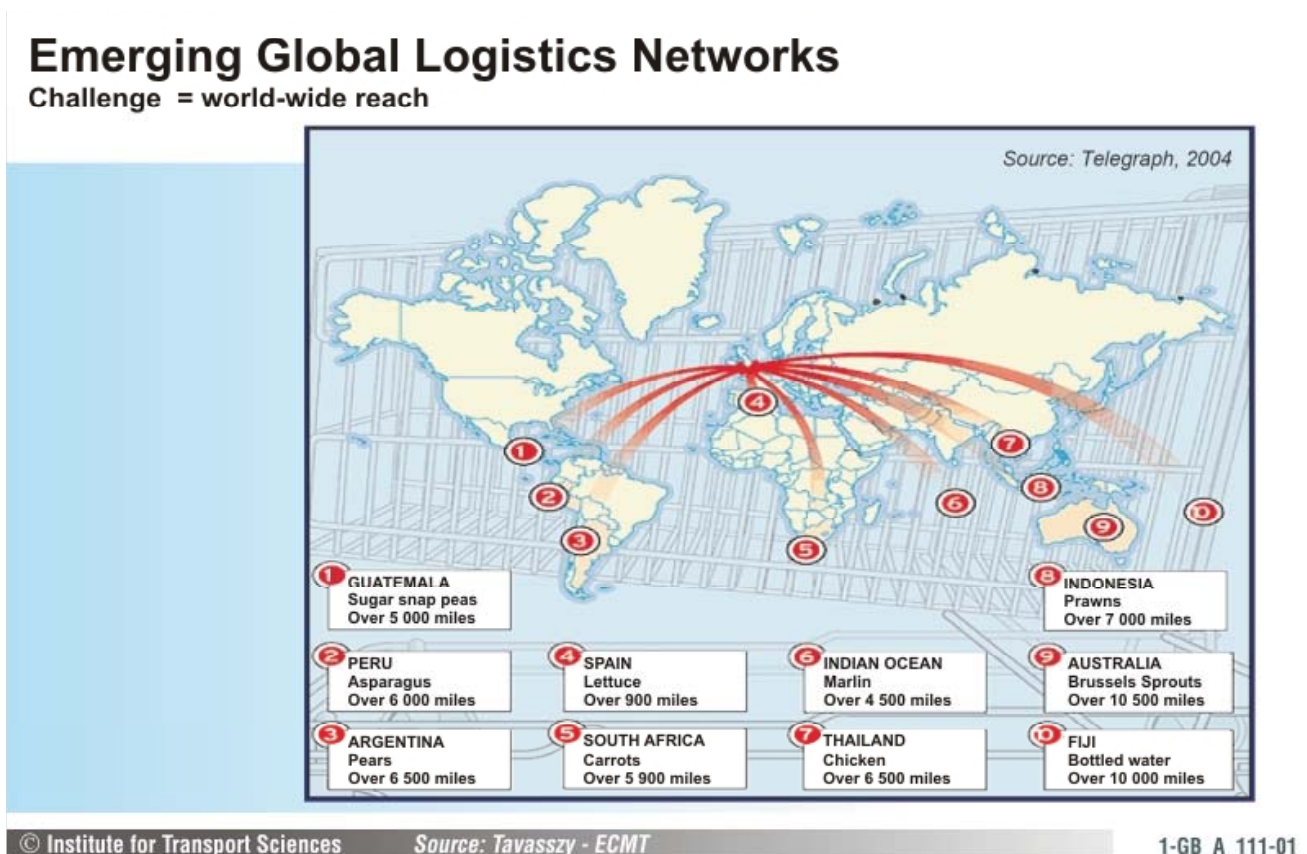 Emerging Global Logistics Networks
Challenge = world-wide reach
Source: Telegraph, 2004
1
2
3
4
5
6
7
8
9
10
1 GUATEMALA
Sugar snap peas
Over 5 000 miles
2 PERU
Asparagus
Over 6 000 miles
3 ARGENTINA
Pears
Over 6 500 miles
4 SPAIN
Lettuce
Over 900 miles
5 SOUTH AFRICA
Carrots
Over 5 900 miles
6 INDIAN OCEAN
Marlin
Over 4 500 miles
7 THAILAND
Chicken
Over 6 500 miles
8 INDONESIA
Prawns
Over 7 000 miles
9 AUSTRALIA
Brussels Sprouts
Over 10 500 miles
10 FIJI
Bottled water
Over 10 000 miles
© Institute for Transport Sciences Source: Tavasszy - ECMT 1-GB A 111-01